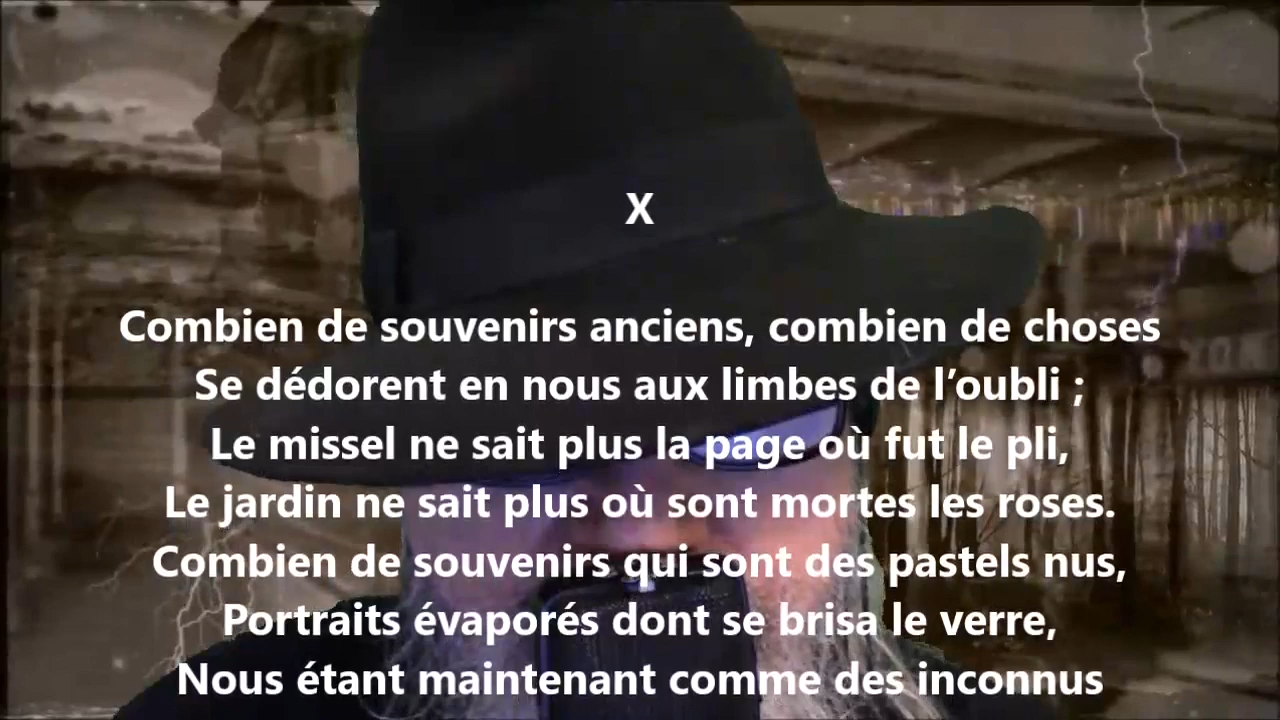 X
Combien de souvenirs anciens, combien de choses
Se dédorent en nous aux limbes de l’oubli ;
Le missel ne sait plus la page où fut le pli,
Le jardin ne sait plus où sont mortes les roses.
Combien de souvenirs qui sont des pastels nus,
Portraits évaporés dont se brisa le verre,
Nous étant maintenant comme des inconnus